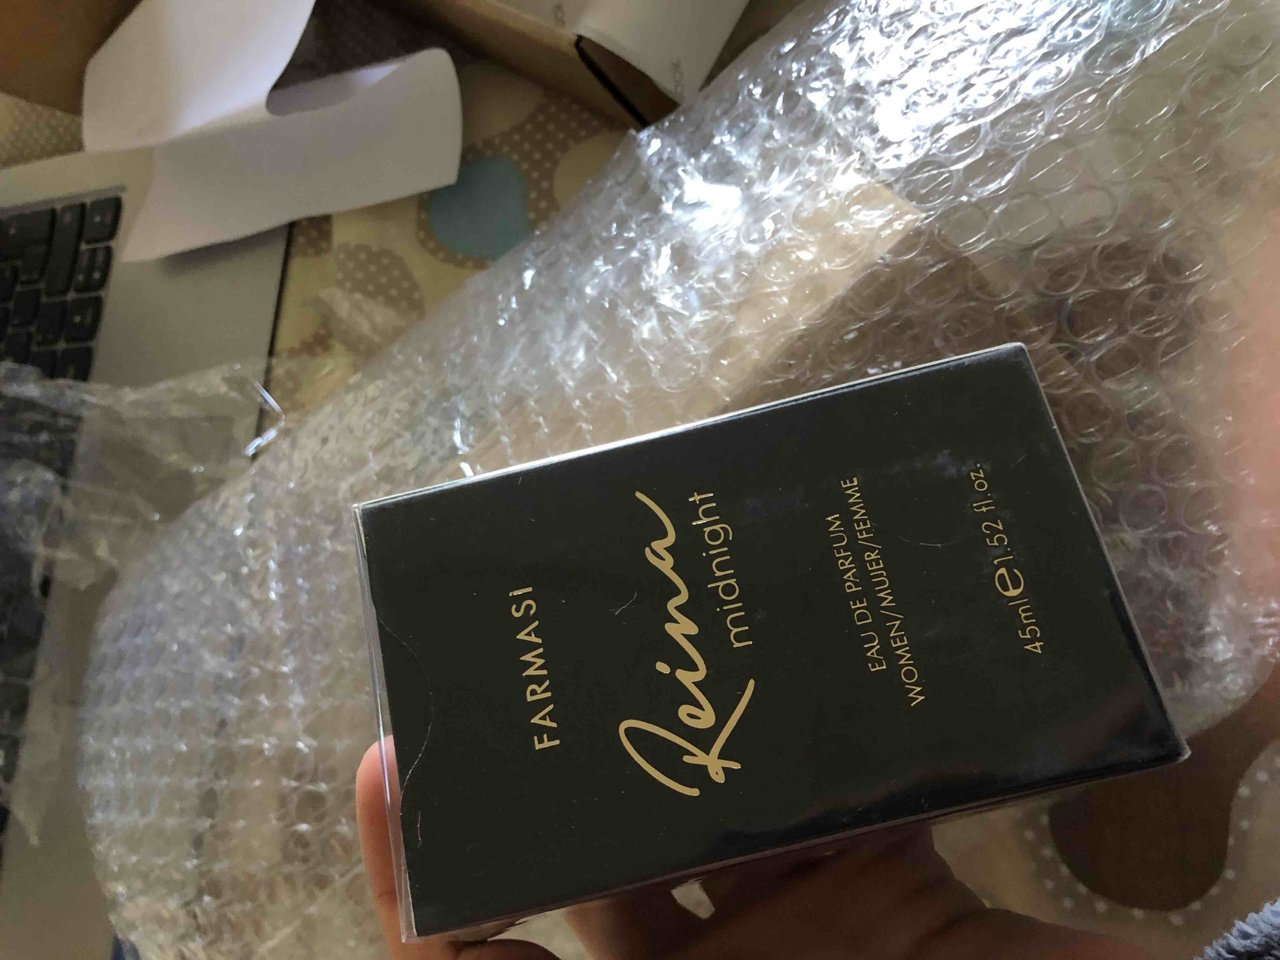 FARMASi
Reina
midnight
EAU DE PARFUM
WOMEN/MUJER/FEMME
45ml e 1.52 fl.oz.